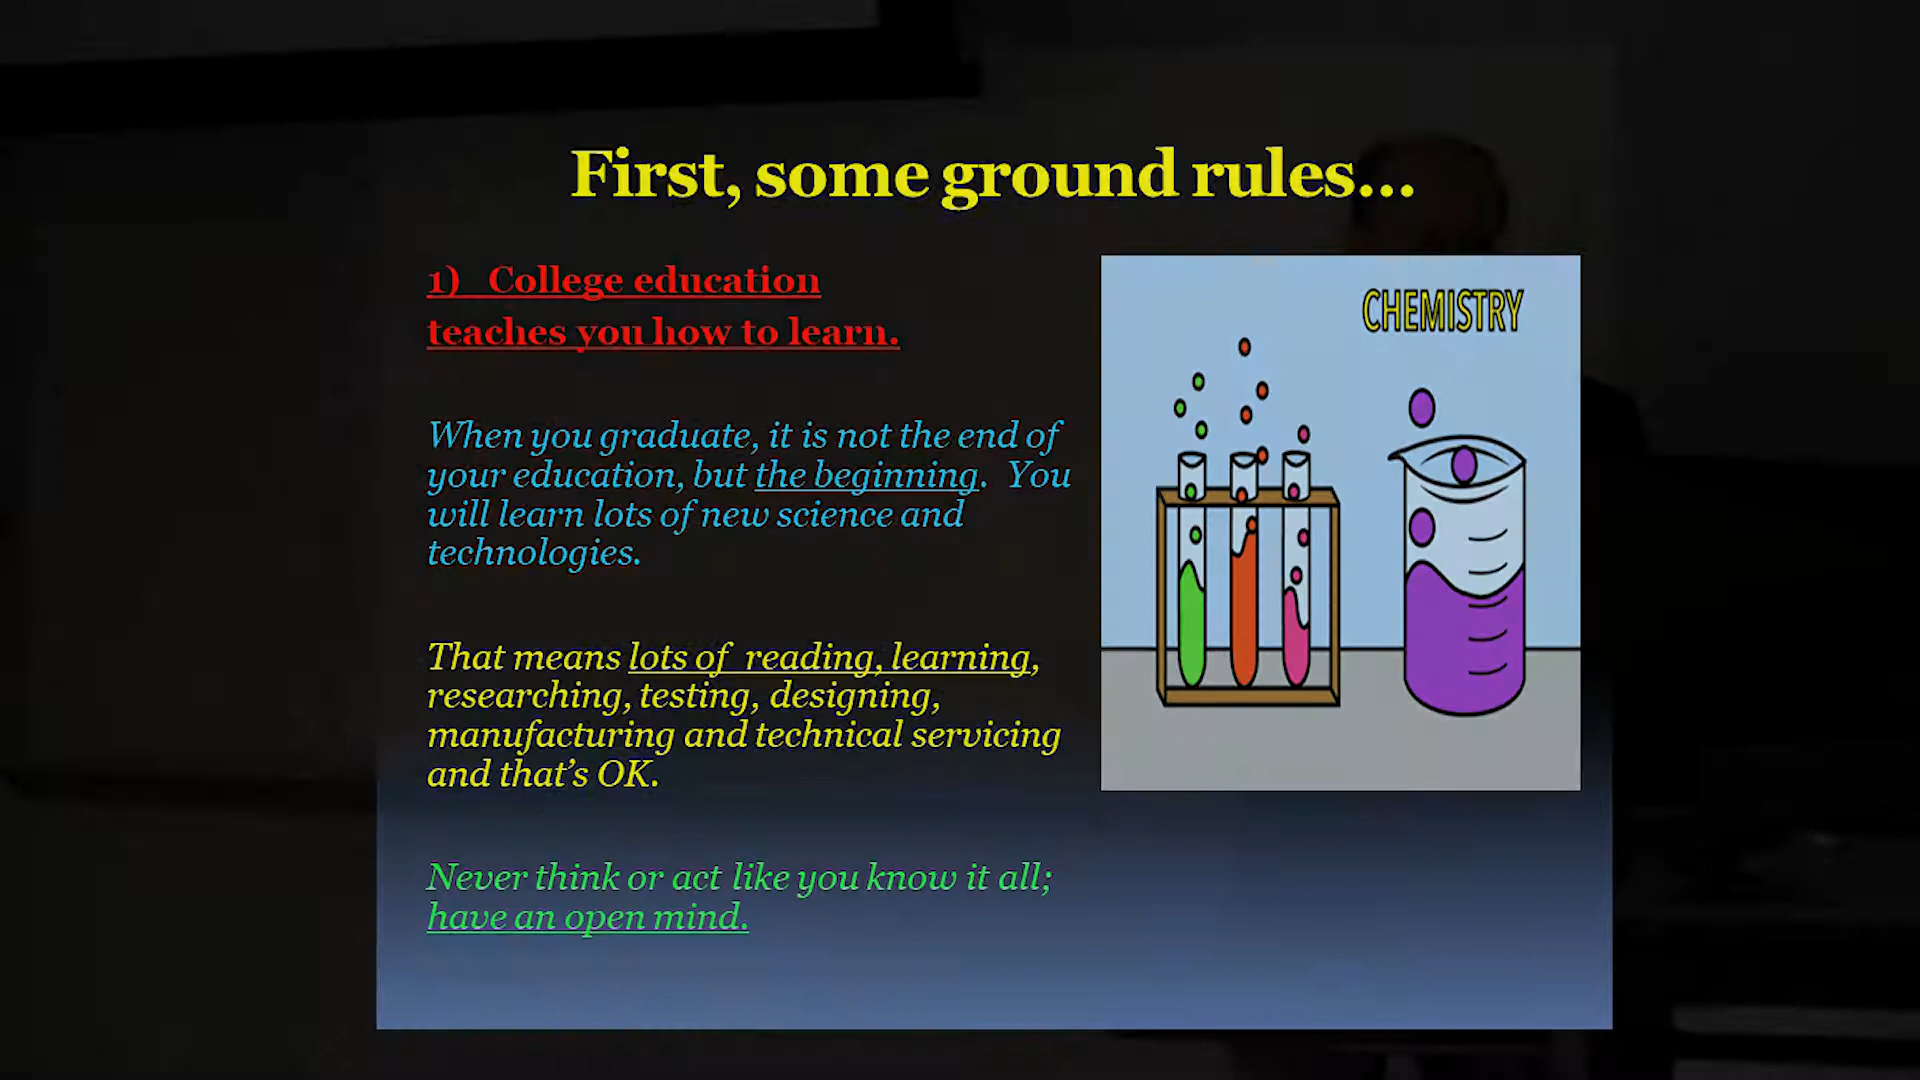 First, some ground rules...
1) College education
teaches you how to learn.
When you graduate, it is not the end of
your education, but the beginning. You
will learn lots of new science and
technologies.
That means lots of reading, learning,
researching, testing, designing,
manufacturing and technical servicing
and that's OK.
Never think or act like you know it all;
have an open mind.
CHEMISTRY